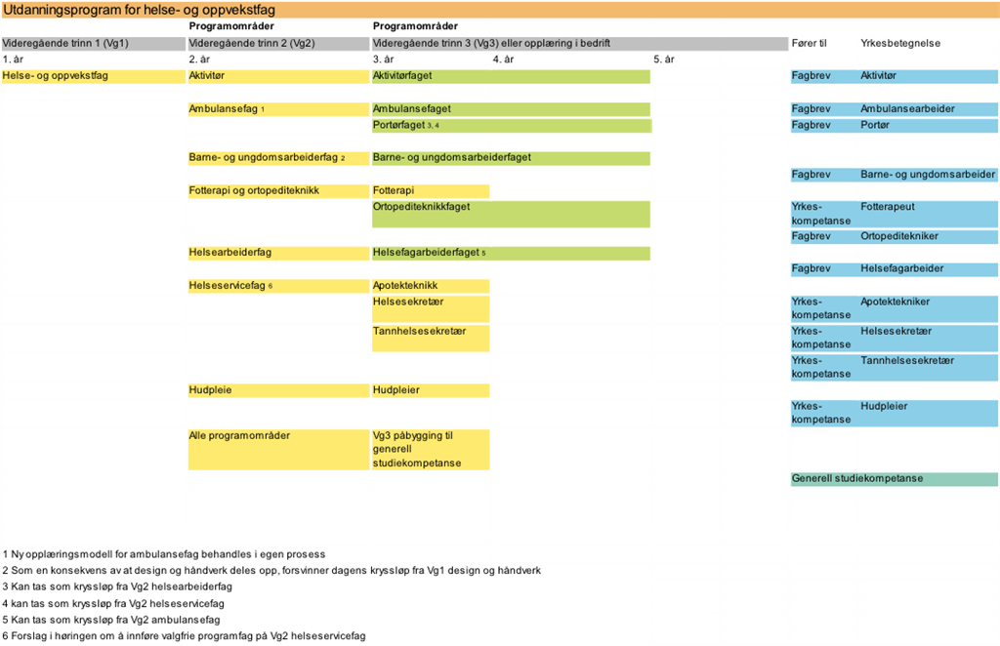 Utdanningsprogram for helse- og oppvekstfag
Programområder Programområder
Videregående trinn 1 (Vg1) Videregående trinn 2 (Vg2) Videregående trinn 3 (Vg3) eller opplæring i bedrift Fører til Yrkesbetegnelse
1. år 2. år 3. år 4. år 5. år
Helse- og oppvekstfag Aktivitør Aktivitørfaget Fagbrev Aktivitør
Ambulansefag 1 Ambulansefaget Fagbrev Ambulansearbeider
Portørfaget 3, 4 Fagbrev Portør
Barne- og ungdomsarbeiderfag 2 Barne- og ungdomsarbeiderfaget
Fagbrev Barne- og ungdomsarbeider
Fotterapi og ortopediteknikk Fotterapi
Ortopediteknikkfaget Yrkes- Fotterapeut
kompetanse
Fagbrev Ortopeditekniker
Helsearbeiderfag Helsefagarbeiderfaget 5
Fagbrev Helsefagarbeider
Helseservicefag 6 Apotekteknikk
Helsesekretær Yrkes- Apotektekniker
kompetanse
Tannhelsesekretær Yrkes- Helsesekretær
kompetanse
Yrkes- Tannhelsesekretær
kompetanse
Hudpleie Hudpleier
Yrkes- Hudpleier
kompetanse
Alle programområder Vg3 påbygging til
generell
studiekompetanse
Generell studiekompetanse
1 Ny opplæringsmodell for ambulansefag behandles i egen prosess
2 Som en konsekvens av at design og håndverk deles opp, forsvinner dagens kryssløp fra Vg1 design og håndverk
3 Kan tas som kryssløp fra Vg2 helsearbeiderfag
4 kan tas som kryssløp fra Vg2 helseservicefag
5 Kan tas som kryssløp fra Vg2 ambulansefag
6 Forslag i høringen om å innføre valgfrie programfag på Vg2 helseservicefag